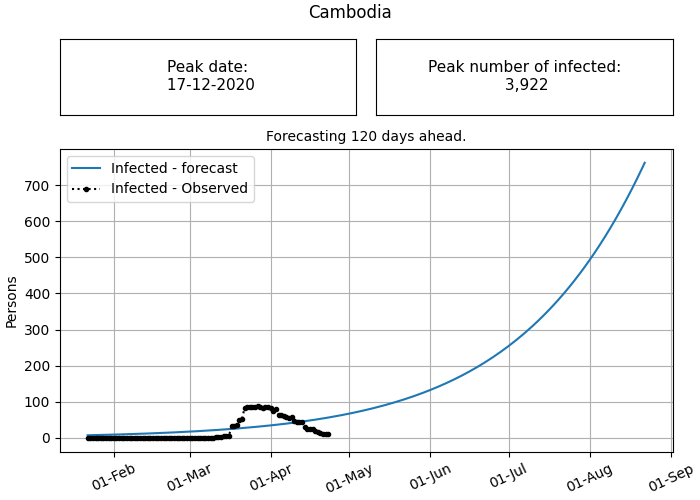 Cambodia
Peak date:
17-12-2020
Peak number of infected:
3,922
Forecasting 120 days ahead.
Infected - forecast
Infected - Observed
Persons
700
600
500
400
300
200
100
0
01-Feb
01-Mar
01-Apr
01-May
01-Jun
01-Jul
01-Aug
01-Sep